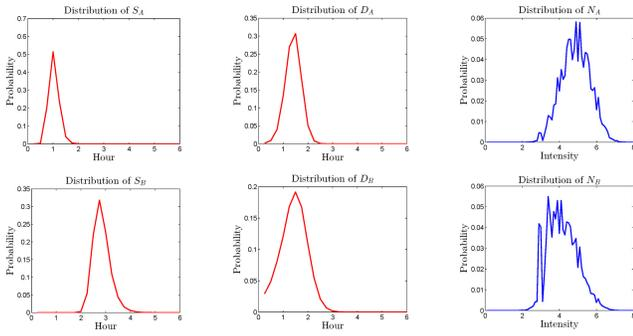 Distribution of S_A
Distribution of D_A
Distribution of N_A
Probability
0.7
0.6
0.5
0.4
0.3
0.2
0.1
0
0 1 2 3 4 5 6
Hour
Probability
0.35
0.3
0.25
0.2
0.15
0.1
0.05
0
0 1 2 3 4 5 6
Hour
Probability
0.06
0.05
0.04
0.03
0.02
0.01
0
0 2 4 6 8
Intensity
Distribution of S_B
Distribution of D_B
Distribution of N_B
Probability
0.35
0.3
0.25
0.2
0.15
0.1
0.05
0
0 1 2 3 4 5 6
Hour
Probability
0.2
0.15
0.1
0.05
0
0 1 2 3 4 5 6
Hour
Probability
0.06
0.05
0.04
0.03
0.02
0.01
0
0 2 4 6 8
Intensity